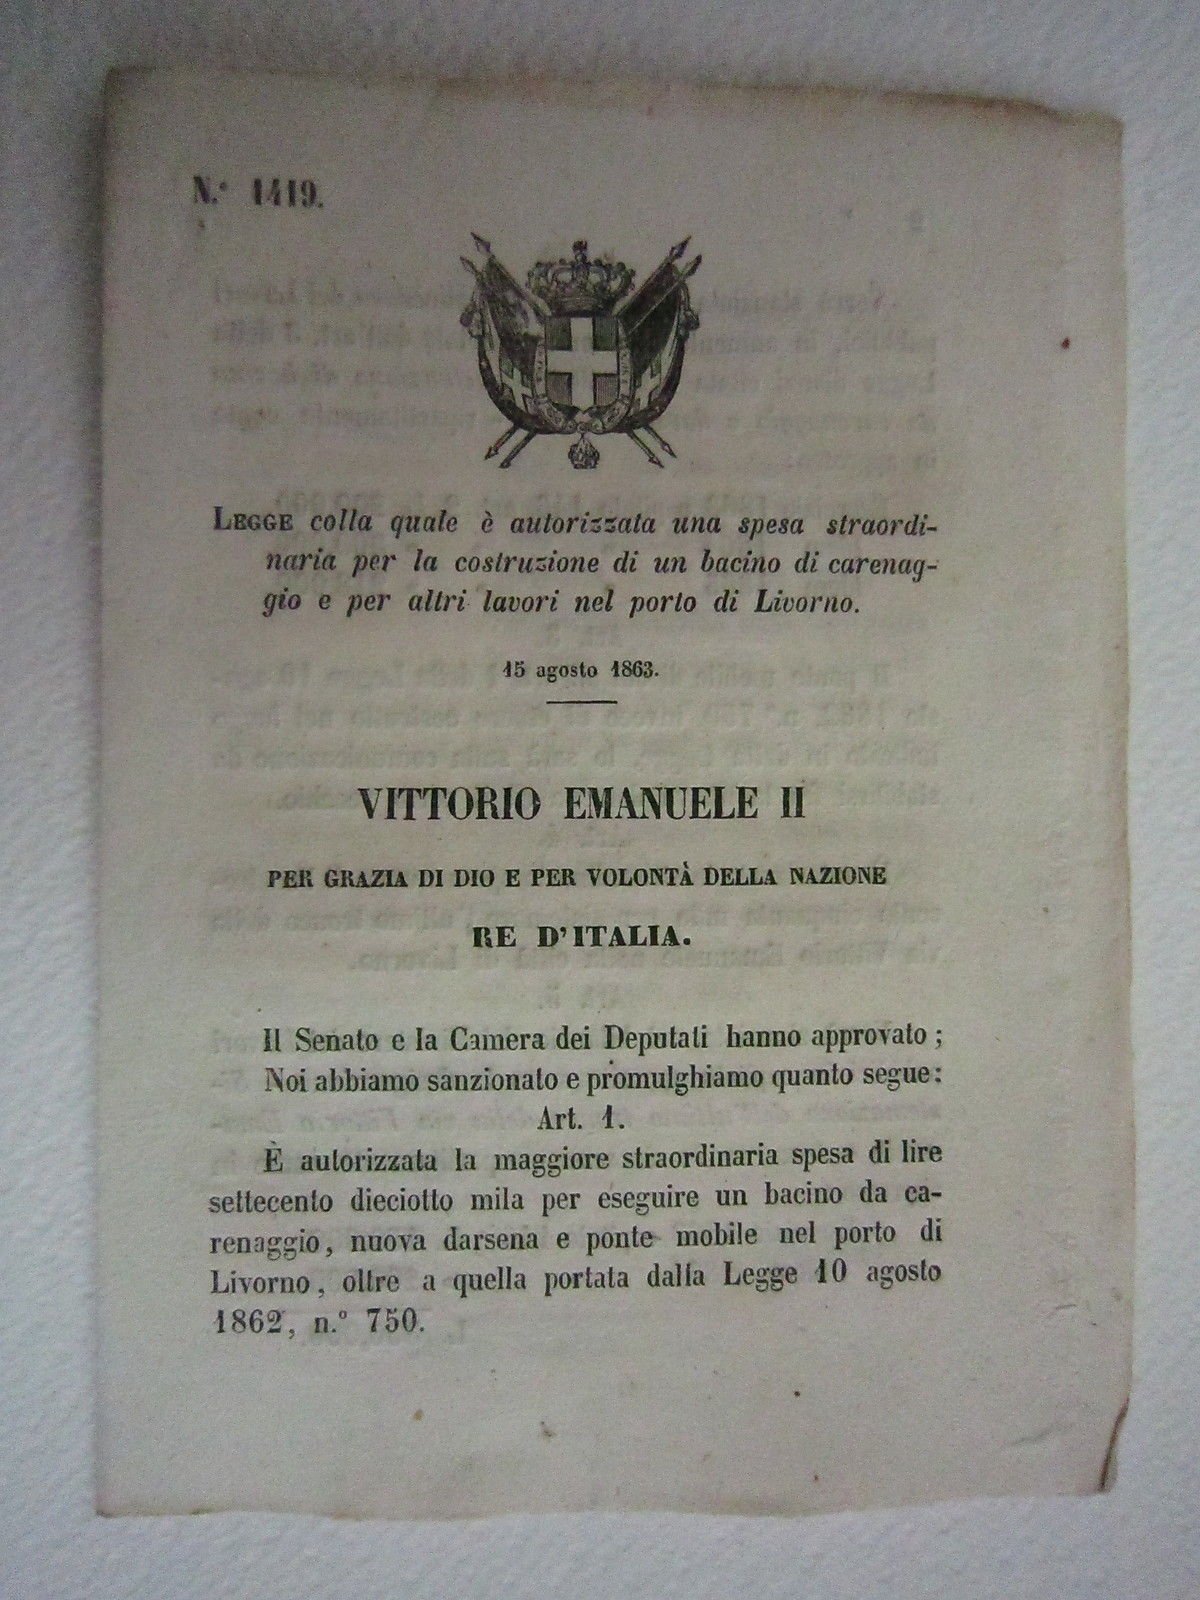 N.° 1419.
LEGGE colla quale è autorizzata una spesa straordi-
naria per la costruzione di un bacino di carenag-
gio e per altri lavori nel porto di Livorno.
15 agosto 1863.
VITTORIO EMANUELE II
PER GRAZIA DI DIO E PER VOLONTÀ DELLA NAZIONE
RE D'ITALIA.
Il Senato e la Camera dei Deputati hanno approvato;
Noi abbiamo sanzionato e promulghiamo quanto segue:
Art. 1.
È autorizzata la maggiore straordinaria spesa di lire
settecento dieciotto mila per eseguire un bacino da ca-
renaggio, nuova darsena e ponte mobile nel porto di
Livorno, oltre a quella portata dalla Legge 10 agosto
1862, n.° 750.